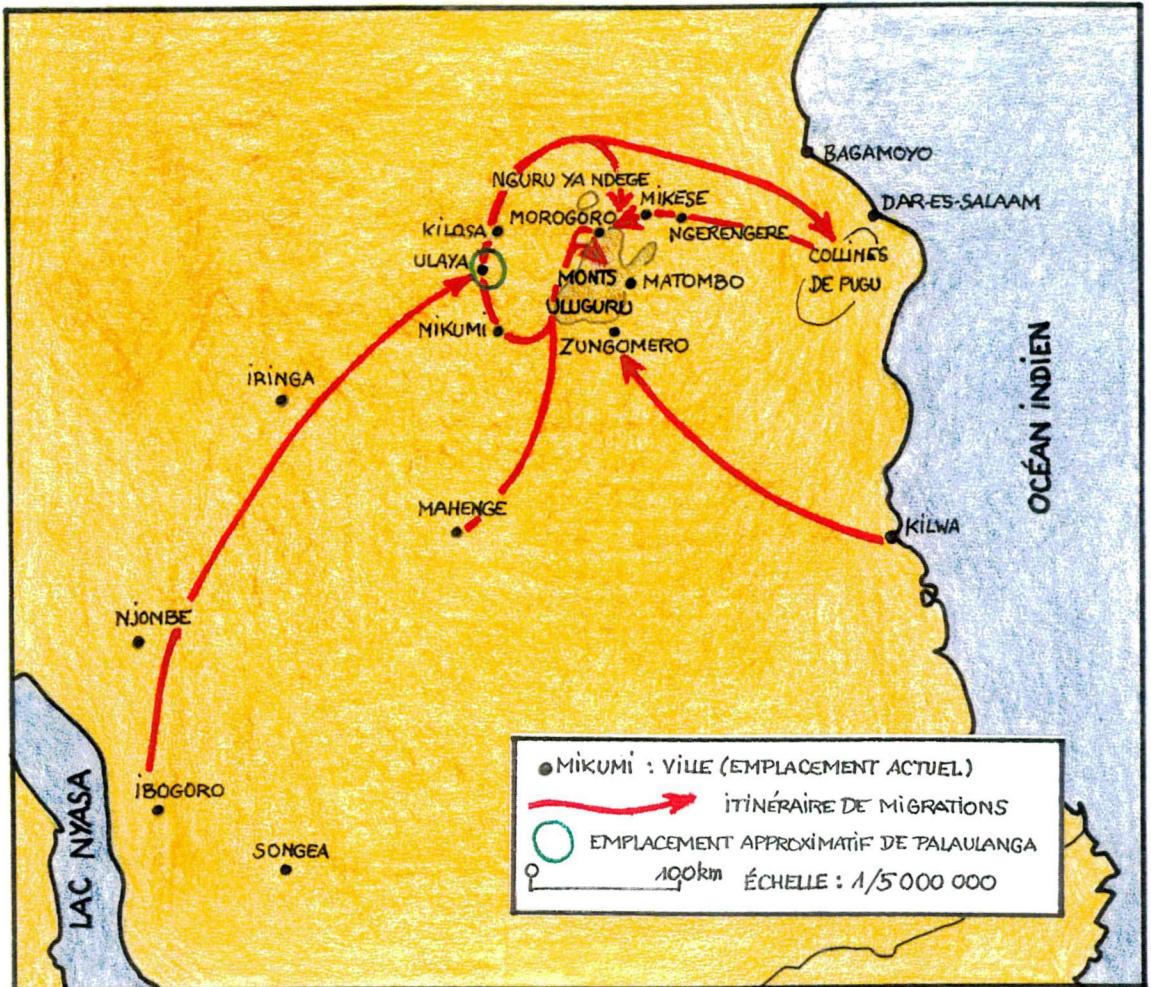 BAGAMOYO
NGURU YA NDEGE
MIKESE
DAR-ES-SALAAM
MOROGORO
KILOSA
NGERENGERE
COLLINES
DE PUGU
ULAYA
MONTS
ULUGURU
MATOMBO
MIKUMI
ZUNGOMERO
IRINGA
OCÉAN INDIEN
MAHENGE
KILWA
NJOMBE
IBOGORO
SONGEA
LAC NYASA
MIKUMI : VILLE (EMPLACEMENT ACTUEL)
ITINÉRAIRE DE MIGRATIONS
EMPLACEMENT APPROXIMATIF DE PALAULANGA
100km ÉCHELLE : 1/5 000 000